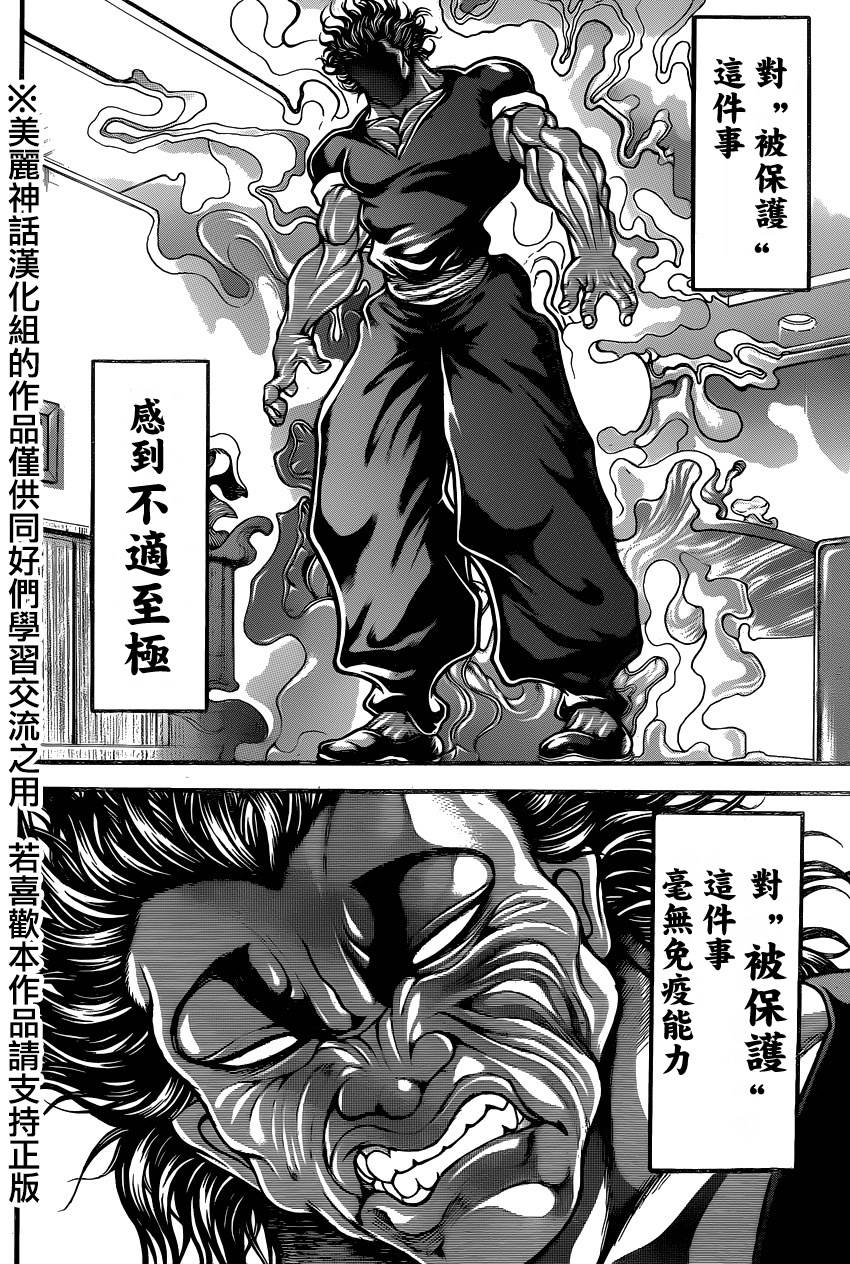 對”被保護“
這件事
感到不適至極
對”被保護“
這件事
毫無免疫能力
※美麗神話漢化組的作品僅供同好們學習交流之用 若喜歡本作品請支持正版